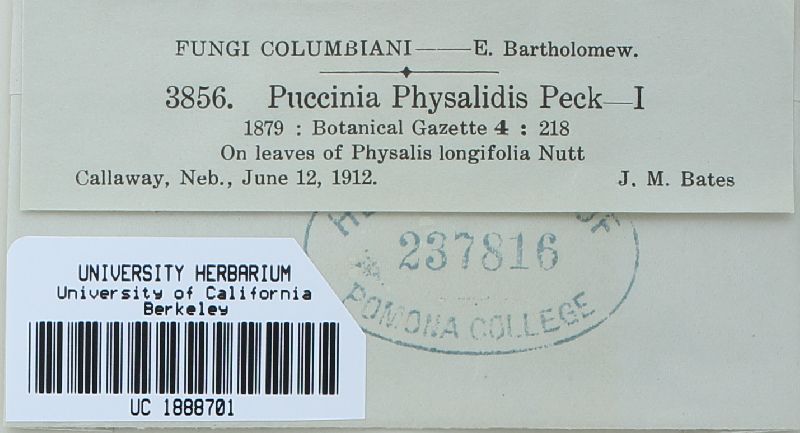 FUNGI COLUMBIANI——E. Bartholomew.
3856. Puccinia Physalidis Peck—I
1879 : Botanical Gazette 4 : 218
On leaves of Physalis longifolia Nutt
Callaway, Neb., June 12, 1912. J. M. Bates
237816
POMONA COLLEGE
UNIVERSITY HERBARIUM
University of California
Berkeley
UC 1888701